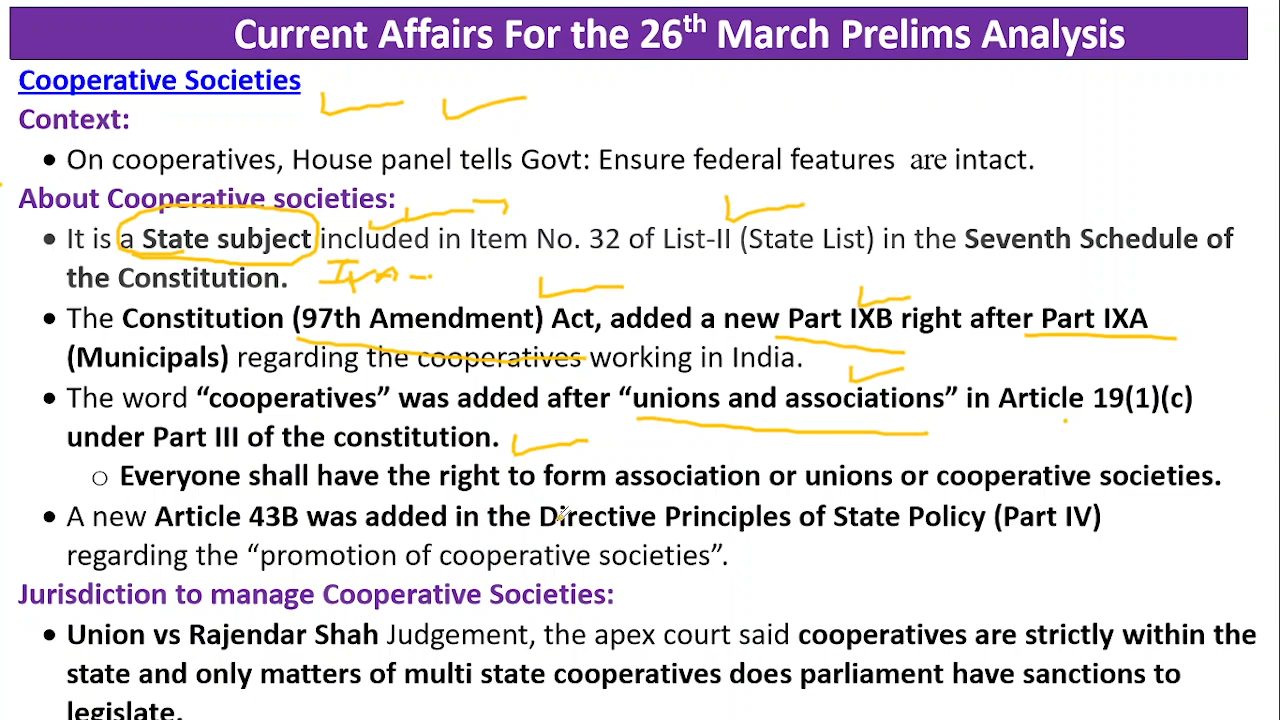 Current Affairs For the 26th March Prelims Analysis
Cooperative Societies
Context:
• On cooperatives, House panel tells Govt: Ensure federal features are intact.
About Cooperative societies:
• It is a State subject included in Item No. 32 of List-II (State List) in the Seventh Schedule of
the Constitution.
• The Constitution (97th Amendment) Act, added a new Part IXB right after Part IXA
(Municipals) regarding the cooperatives working in India.
• The word “cooperatives” was added after “unions and associations” in Article 19(1)(c)
under Part III of the constitution.
○ Everyone shall have the right to form association or unions or cooperative societies.
• A new Article 43B was added in the Directive Principles of State Policy (Part IV)
regarding the “promotion of cooperative societies”.
Jurisdiction to manage Cooperative Societies:
• Union vs Rajendar Shah Judgement, the apex court said cooperatives are strictly within the
state and only matters of multi state cooperatives does parliament have sanctions to
legislate.